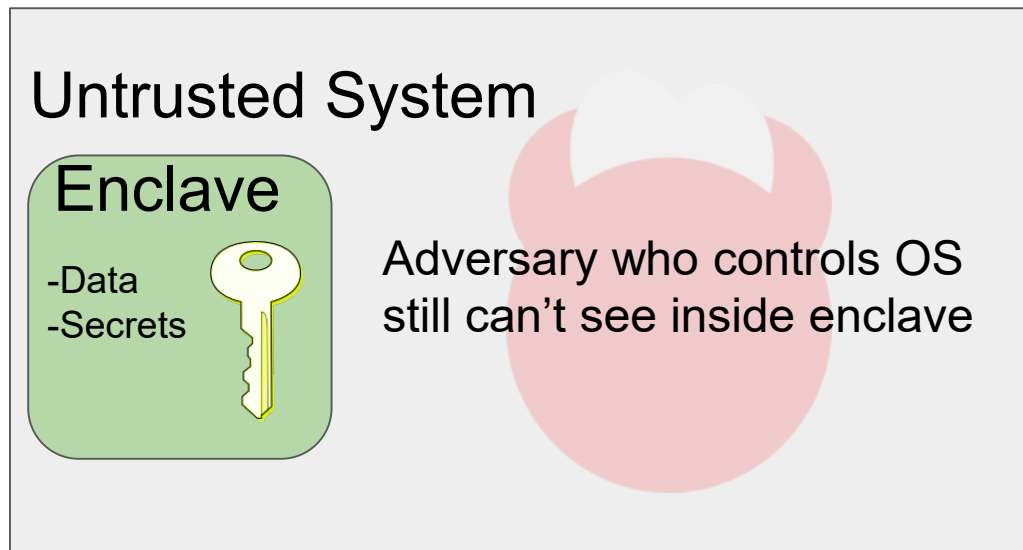 Untrusted System
Enclave
-Data
-Secrets
Adversary who controls OS
still can’t see inside enclave